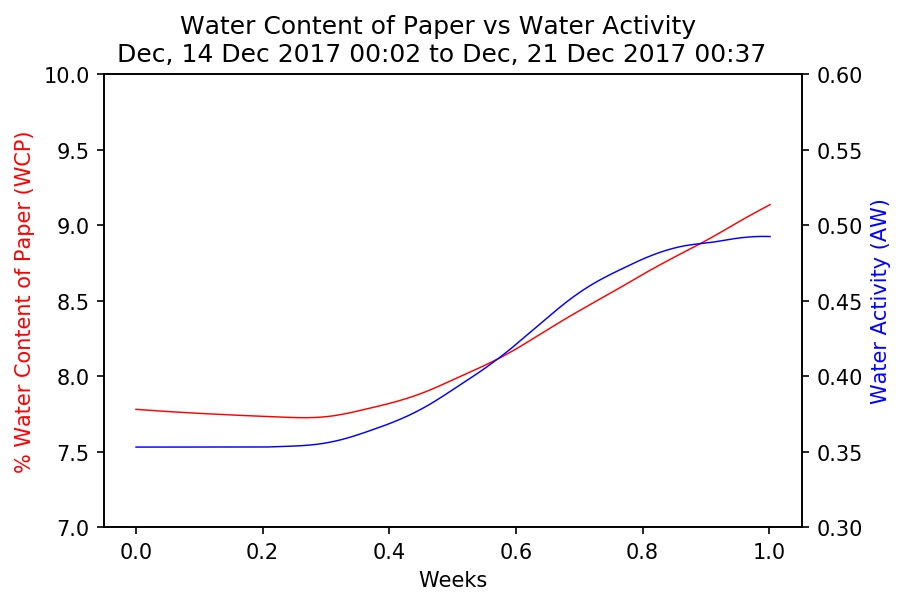 Water Content of Paper vs Water Activity
Dec, 14 Dec 2017 00:02 to Dec, 21 Dec 2017 00:37
% Water Content of Paper (WCP)
10.0
9.5
9.0
8.5
8.0
7.5
7.0
0.60
0.55
0.50
0.45
0.40
0.35
0.30
Water Activity (AW)
0.0 0.2 0.4 0.6 0.8 1.0
Weeks